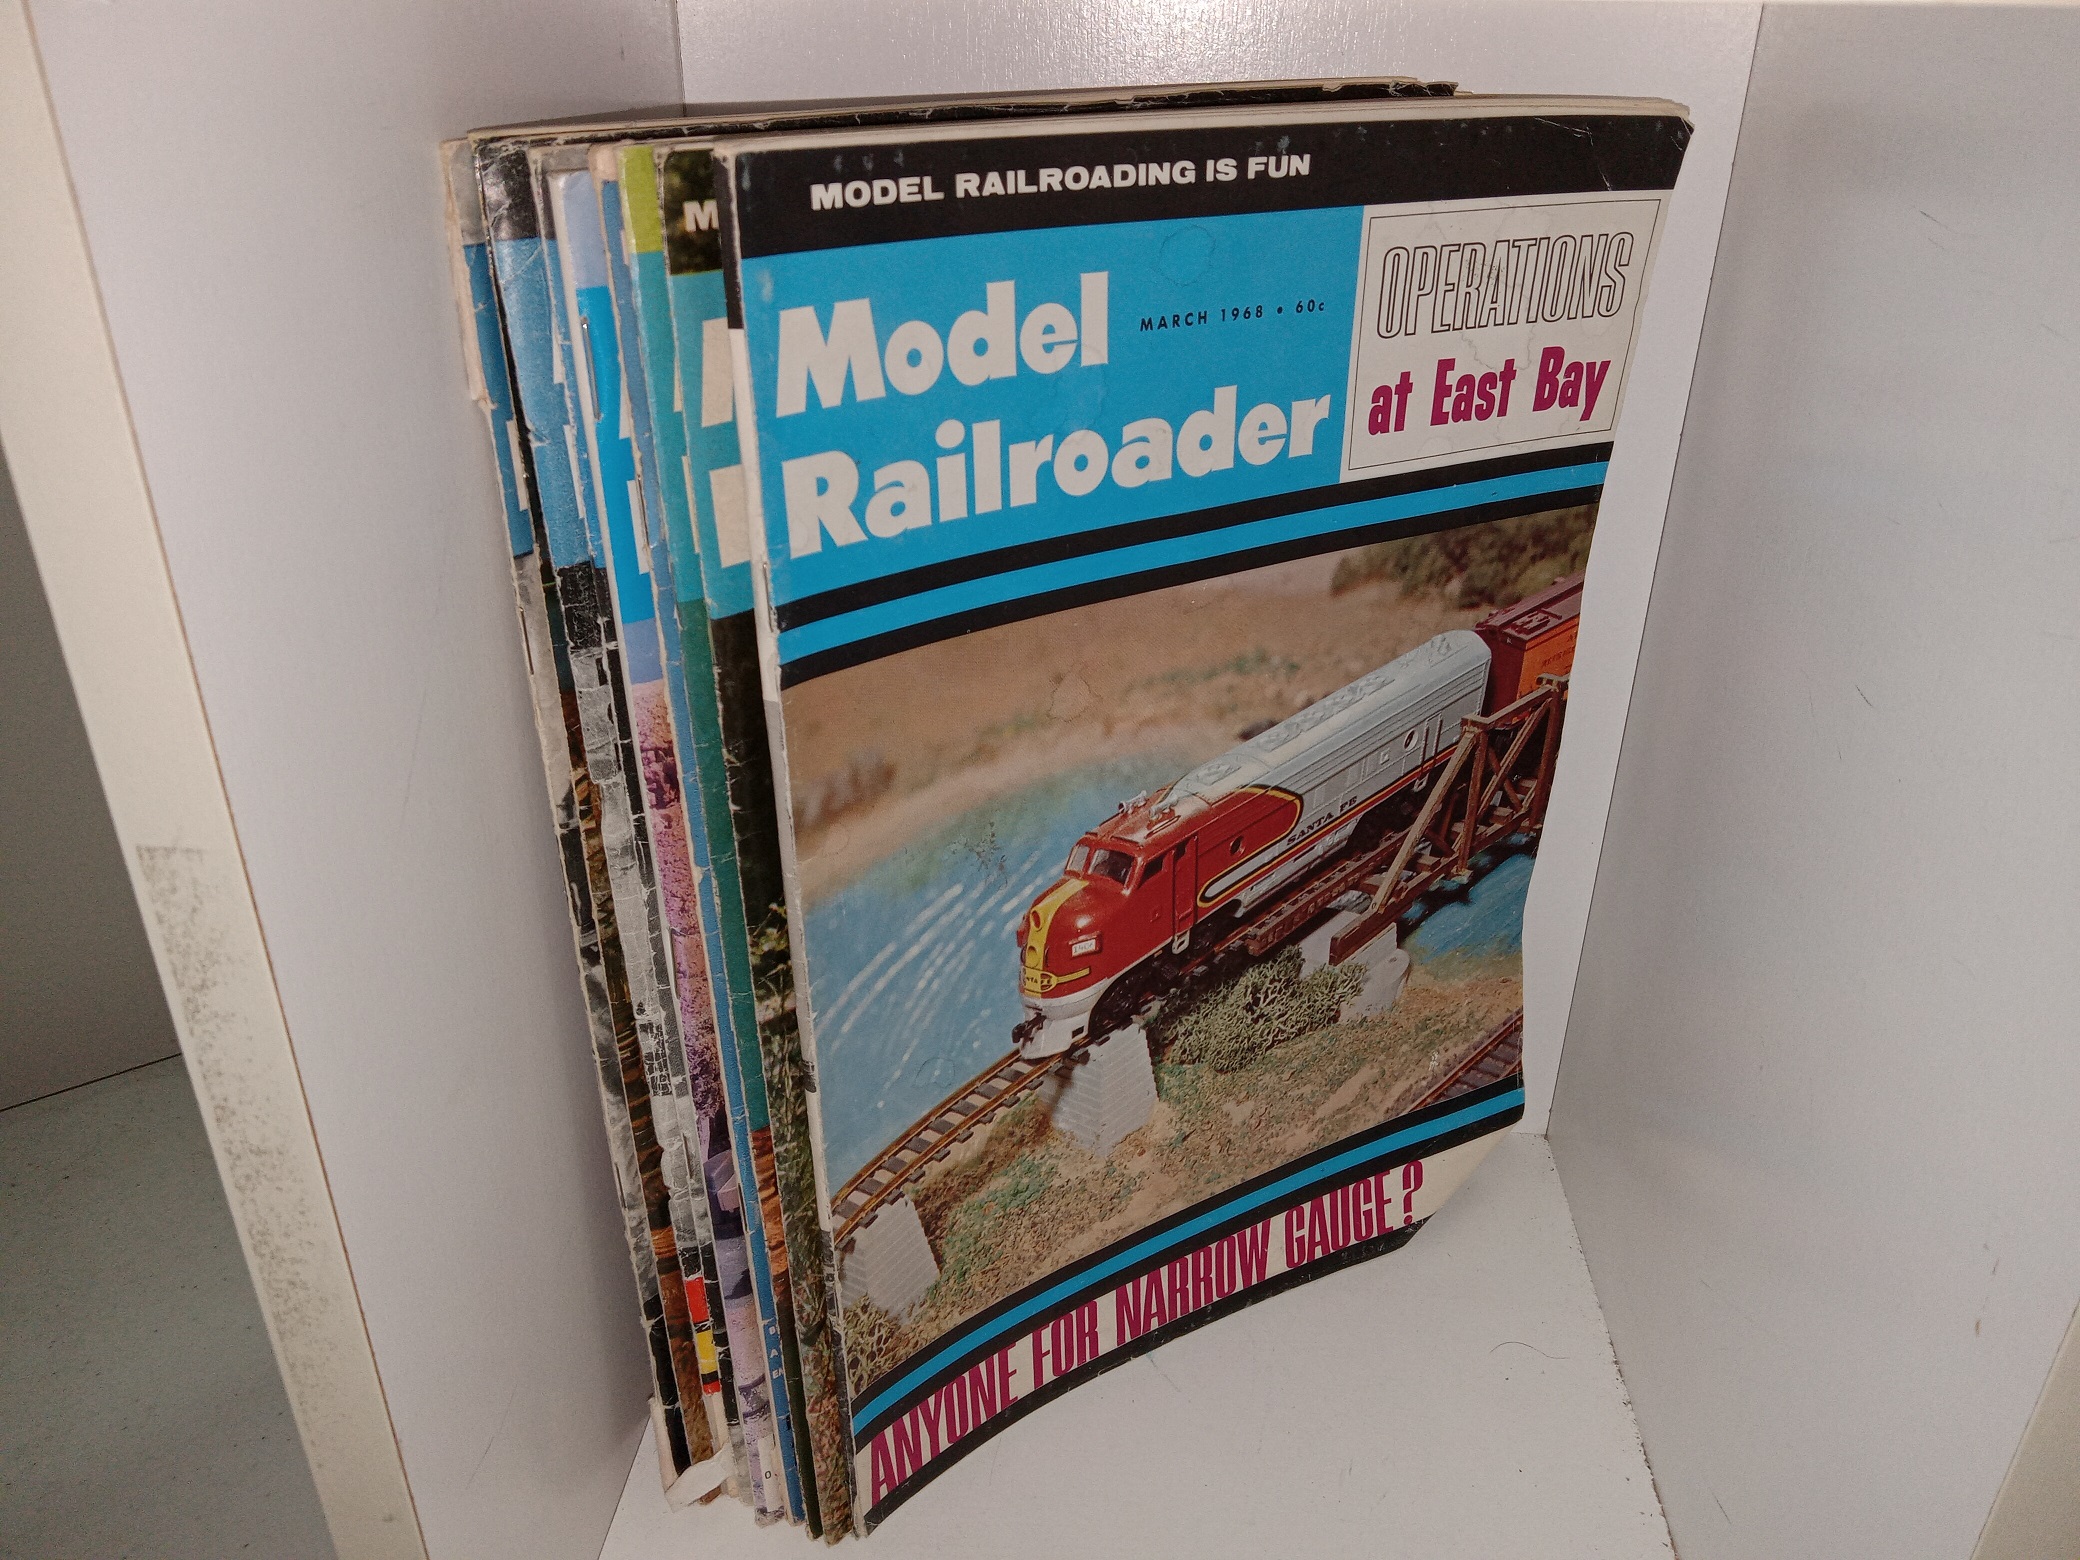 MODEL RAILROADING IS FUN
Model
Railroader
MARCH 1968 • 60c
OPERATIONS
at East Bay
SANTA FE
ANYONE FOR NARROW GAUGE?